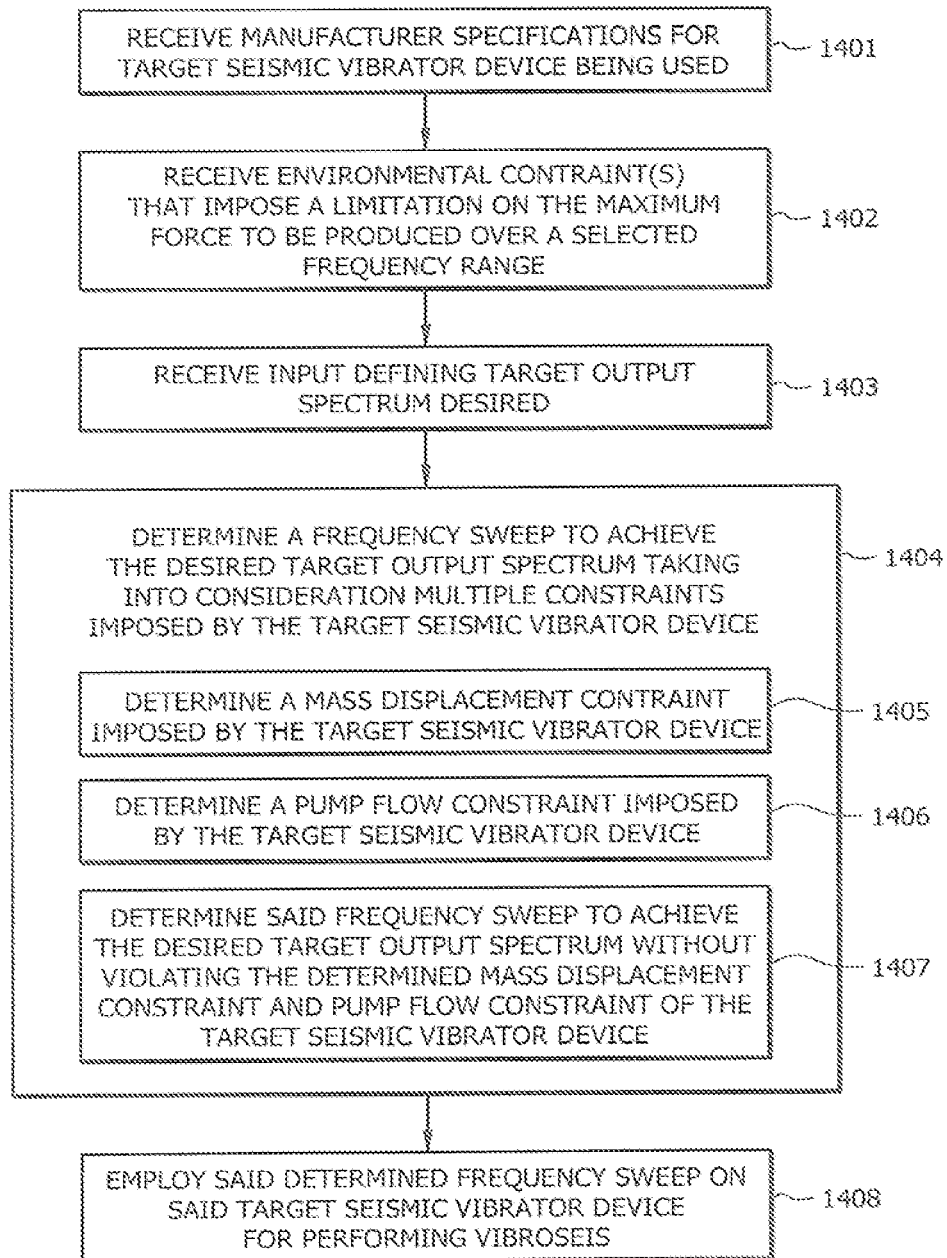 RECEIVE MANUFACTURER SPECIFICATIONS FOR
TARGET SEISMIC VIBRATOR DEVICE BEING USED
1401
RECEIVE ENVIRONMENTAL CONTRAINT(S)
THAT IMPOSE A LIMITATION ON THE MAXIMUM
FORCE TO BE PRODUCED OVER A SELECTED
FREQUENCY RANGE
1402
RECEIVE INPUT DEFINING TARGET OUTPUT
SPECTRUM DESIRED
1403
DETERMINE A FREQUENCY SWEEP TO ACHIEVE
THE DESIRED TARGET OUTPUT SPECTRUM TAKING
INTO CONSIDERATION MULTIPLE CONSTRAINTS
IMPOSED BY THE TARGET SEISMIC VIBRATOR DEVICE
1404
DETERMINE A MASS DISPLACEMENT CONTRAINT
IMPOSED BY THE TARGET SEISMIC VIBRATOR DEVICE
1405
DETERMINE A PUMP FLOW CONSTRAINT IMPOSED
BY THE TARGET SEISMIC VIBRATOR DEVICE
1406
DETERMINE SAID FREQUENCY SWEEP TO ACHIEVE
THE DESIRED TARGET OUTPUT SPECTRUM WITHOUT
VIOLATING THE DETERMINED MASS DISPLACEMENT
CONSTRAINT AND PUMP FLOW CONSTRAINT OF THE
TARGET SEISMIC VIBRATOR DEVICE
1407
EMPLOY SAID DETERMINED FREQUENCY SWEEP ON
SAID TARGET SEISMIC VIBRATOR DEVICE
FOR PERFORMING VIBROSEIS
1408